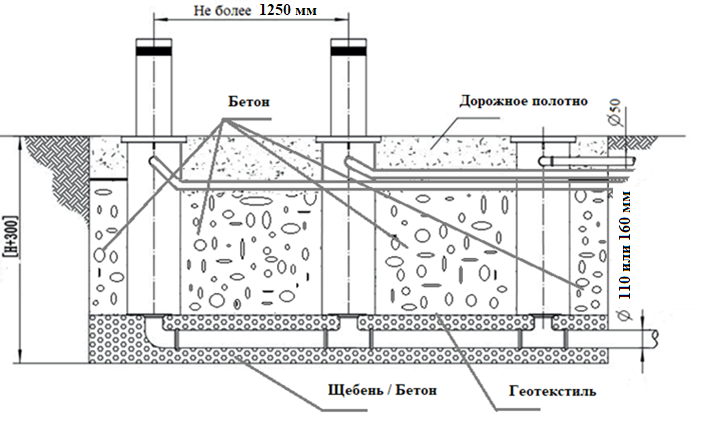 Не более 1250 мм
Бетон
Дорожное полотно
Ø50
[H+300]
Ø 110 или 160 мм
Щебень / Бетон
Геотекстиль